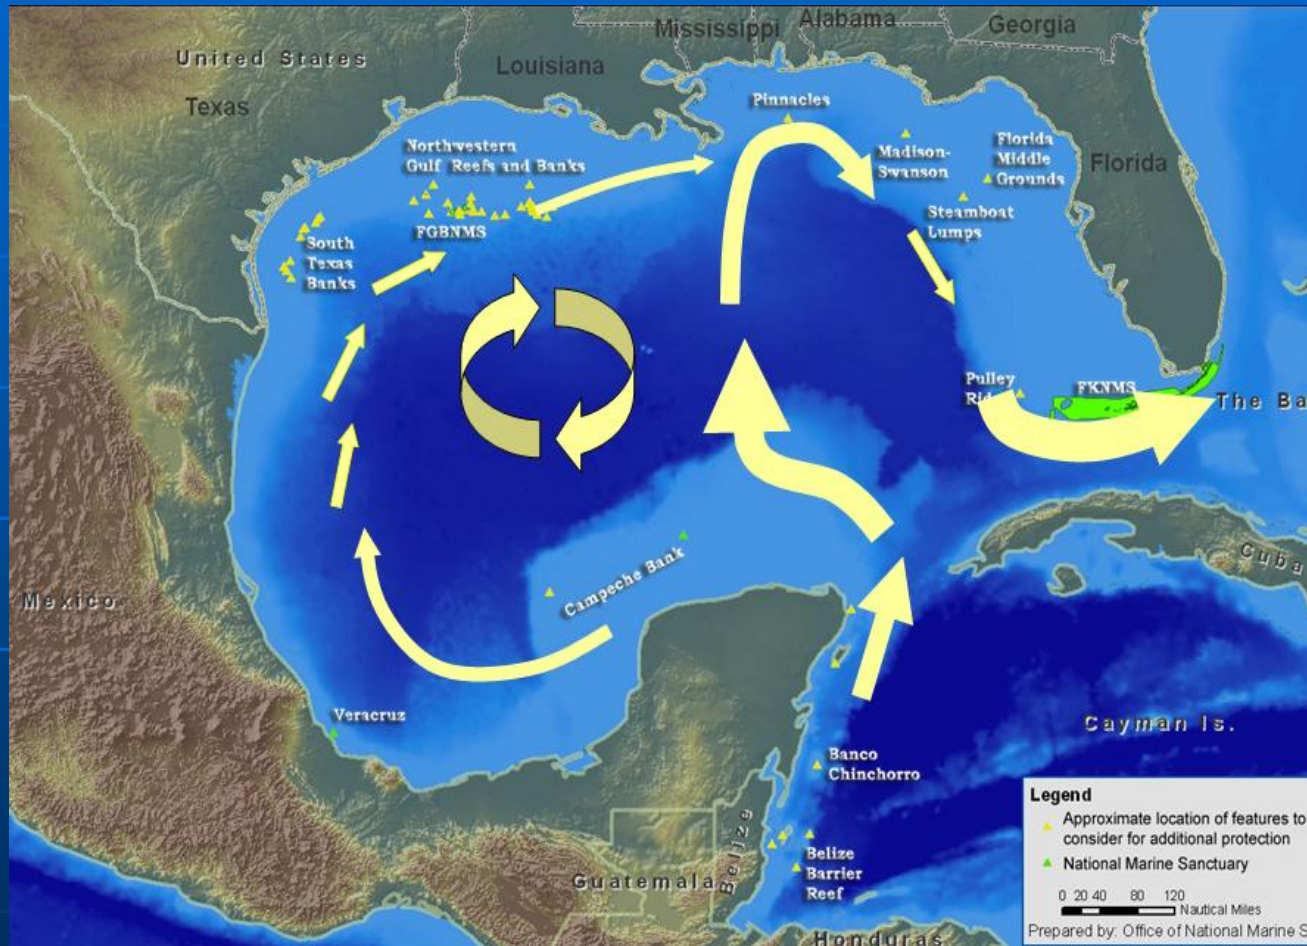 Mississippi
Alabama
Georgia
United States
Louisiana
Texas
Pinnacles
Northwestern
Gulf Reefs and Banks
Madison-
Swanson
Florida
Middle
Grounds
Florida
Steamboat
Lumps
FGBNMS
South
Texas
Banks
Pulley
FKNMS
The Ba
Campeche Bank
Cuba
Mexico
Veracruz
Cayman Is.
Banco
Chinchorro
Belize
Belize
Barrier
Reef
Guatemala
Honduras
Legend
Approximate location of features to
consider for additional protection
National Marine Sanctuary
0 20 40 80 120
Nautical Miles
Prepared by: Office of National Marine S